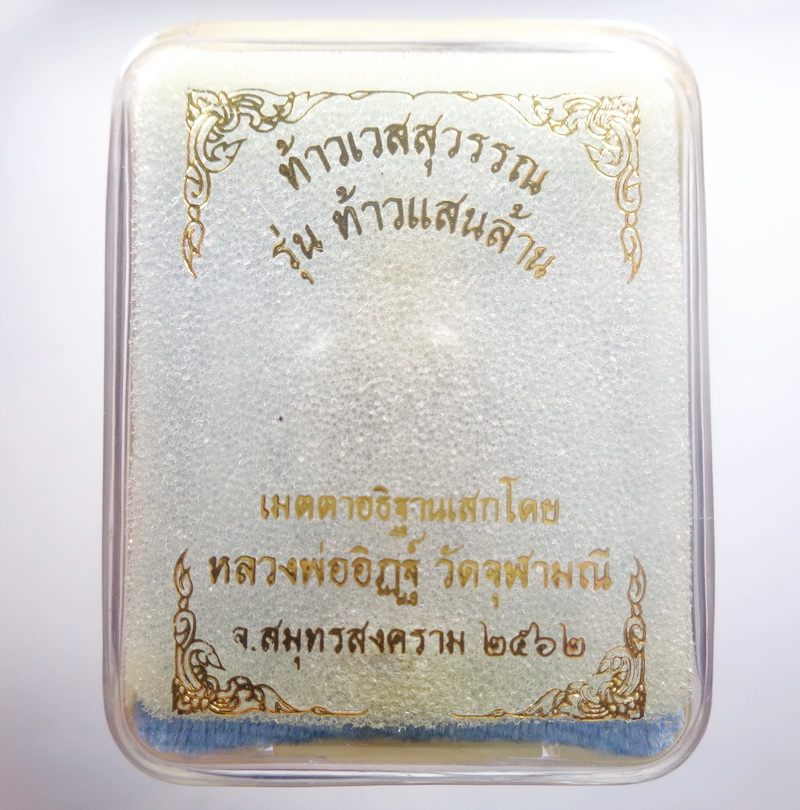 ท้าวเวสสุวรรณ
รุ่น ท้าวแสนล้าน
เมตตาอธิฐานเสกโดย
หลวงพ่ออิฏฐ์ วัดจุฬามณี
จ.สมุทรสงคราม ๒๕๖๒